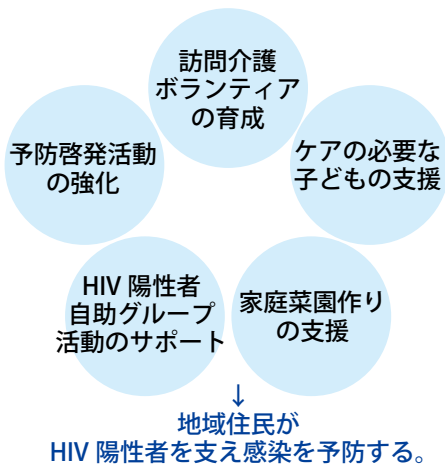 訪問介護
ボランティア
の育成
予防啓発活動
の強化
ケアの必要な
子どもの支援
HIV 陽性者
自助グループ
活動のサポート
家庭菜園作り
の支援
↓
地域住民が
HIV 陽性者を支え感染を予防する。